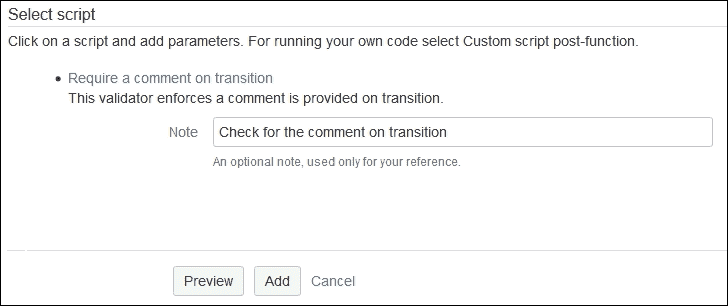 Select script
Click on a script and add parameters. For running your own code select Custom script post-function.
• Require a comment on transition
This validator enforces a comment is provided on transition.
Note Check for the comment on transition
An optional note, used only for your reference.
Preview Add Cancel